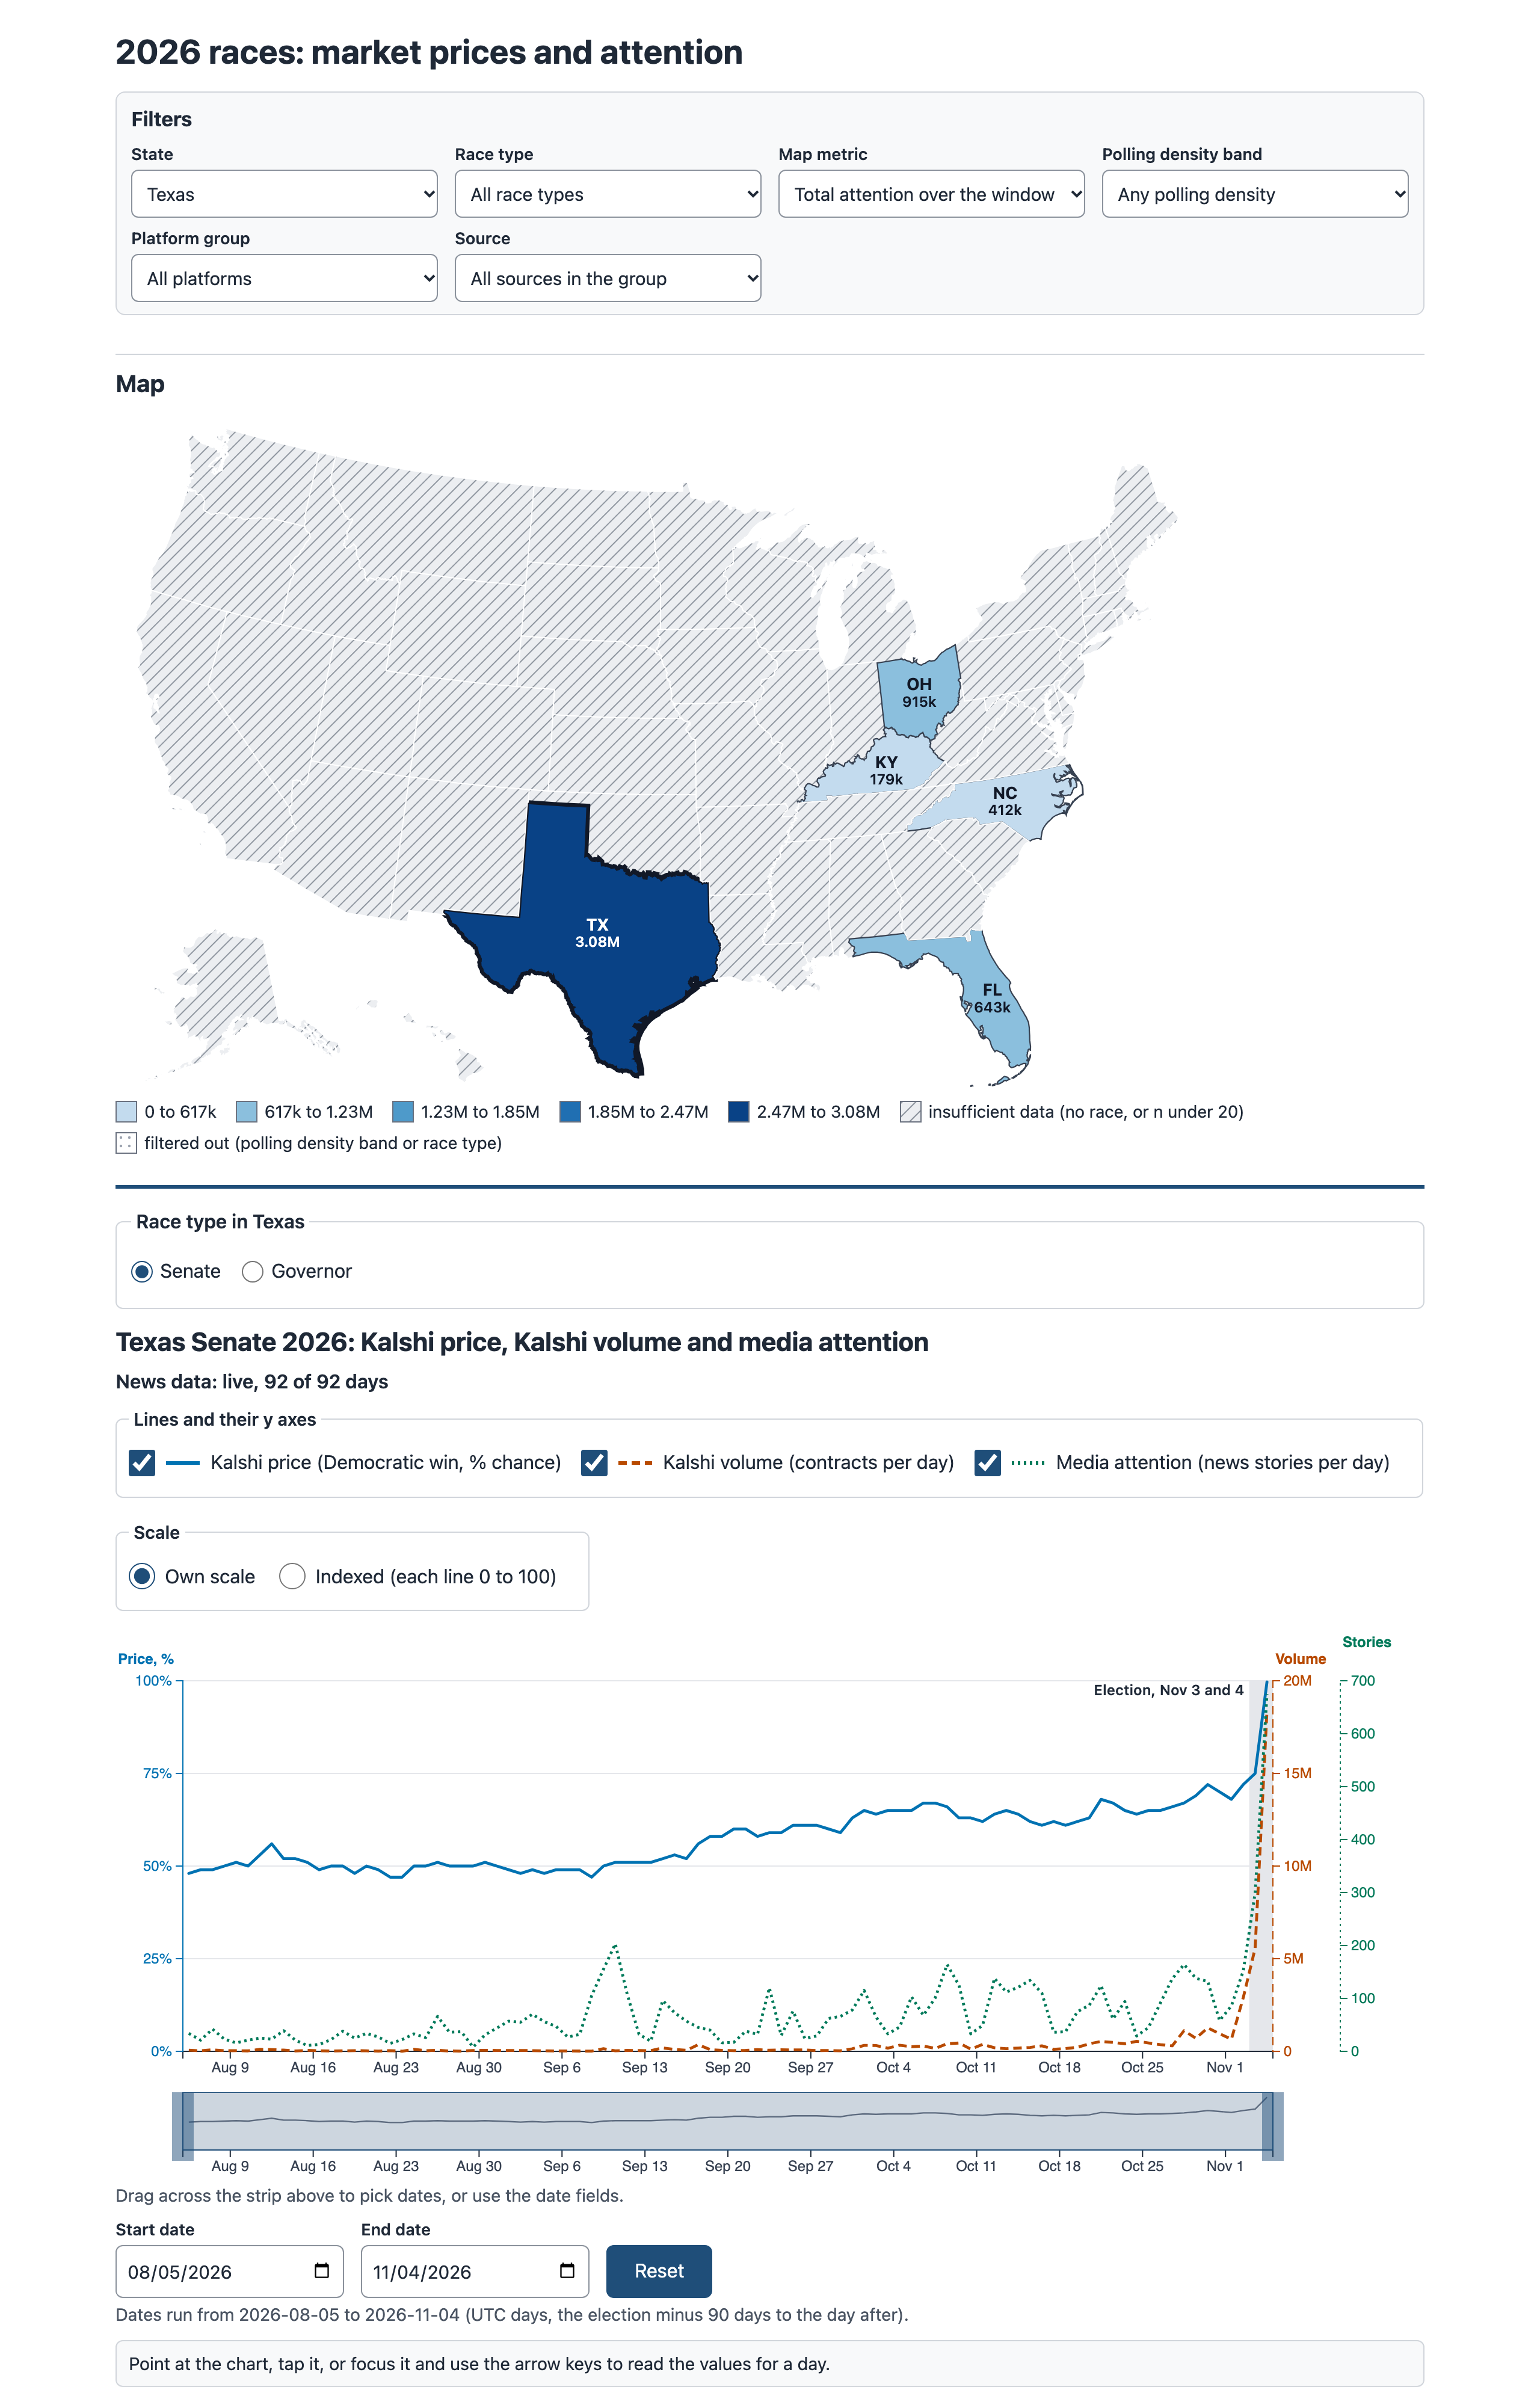 2026 races: market prices and attention
Filters
State
Race type
Map metric
Polling density band
Texas
All race types
Total attention over the window
Any polling density
Platform group
Source
All platforms
All sources in the group
Map
OH
915k
KY
179k
NC
412k
TX
3.08M
FL
643k
0 to 617k
617k to 1.23M
1.23M to 1.85M
1.85M to 2.47M
2.47M to 3.08M
insufficient data (no race, or n under 20)
filtered out (polling density band or race type)
Race type in Texas
Senate
Governor
Texas Senate 2026: Kalshi price, Kalshi volume and media attention
News data: live, 92 of 92 days
Lines and their y axes
Kalshi price (Democratic win, % chance)
Kalshi volume (contracts per day)
Media attention (news stories per day)
Scale
Own scale
Indexed (each line 0 to 100)
Stories
Price, %
Volume
100%
75%
50%
25%
0%
Election, Nov 3 and 4
20M
15M
10M
5M
0
700
600
500
400
300
200
100
0
Aug 9
Aug 16
Aug 23
Aug 30
Sep 6
Sep 13
Sep 20
Sep 27
Oct 4
Oct 11
Oct 18
Oct 25
Nov 1
Aug 9
Aug 16
Aug 23
Aug 30
Sep 6
Sep 13
Sep 20
Sep 27
Oct 4
Oct 11
Oct 18
Oct 25
Nov 1
Drag across the strip above to pick dates, or use the date fields.
Start date
End date
08/05/2026
11/04/2026
Reset
Dates run from 2026-08-05 to 2026-11-04 (UTC days, the election minus 90 days to the day after).
Point at the chart, tap it, or focus it and use the arrow keys to read the values for a day.